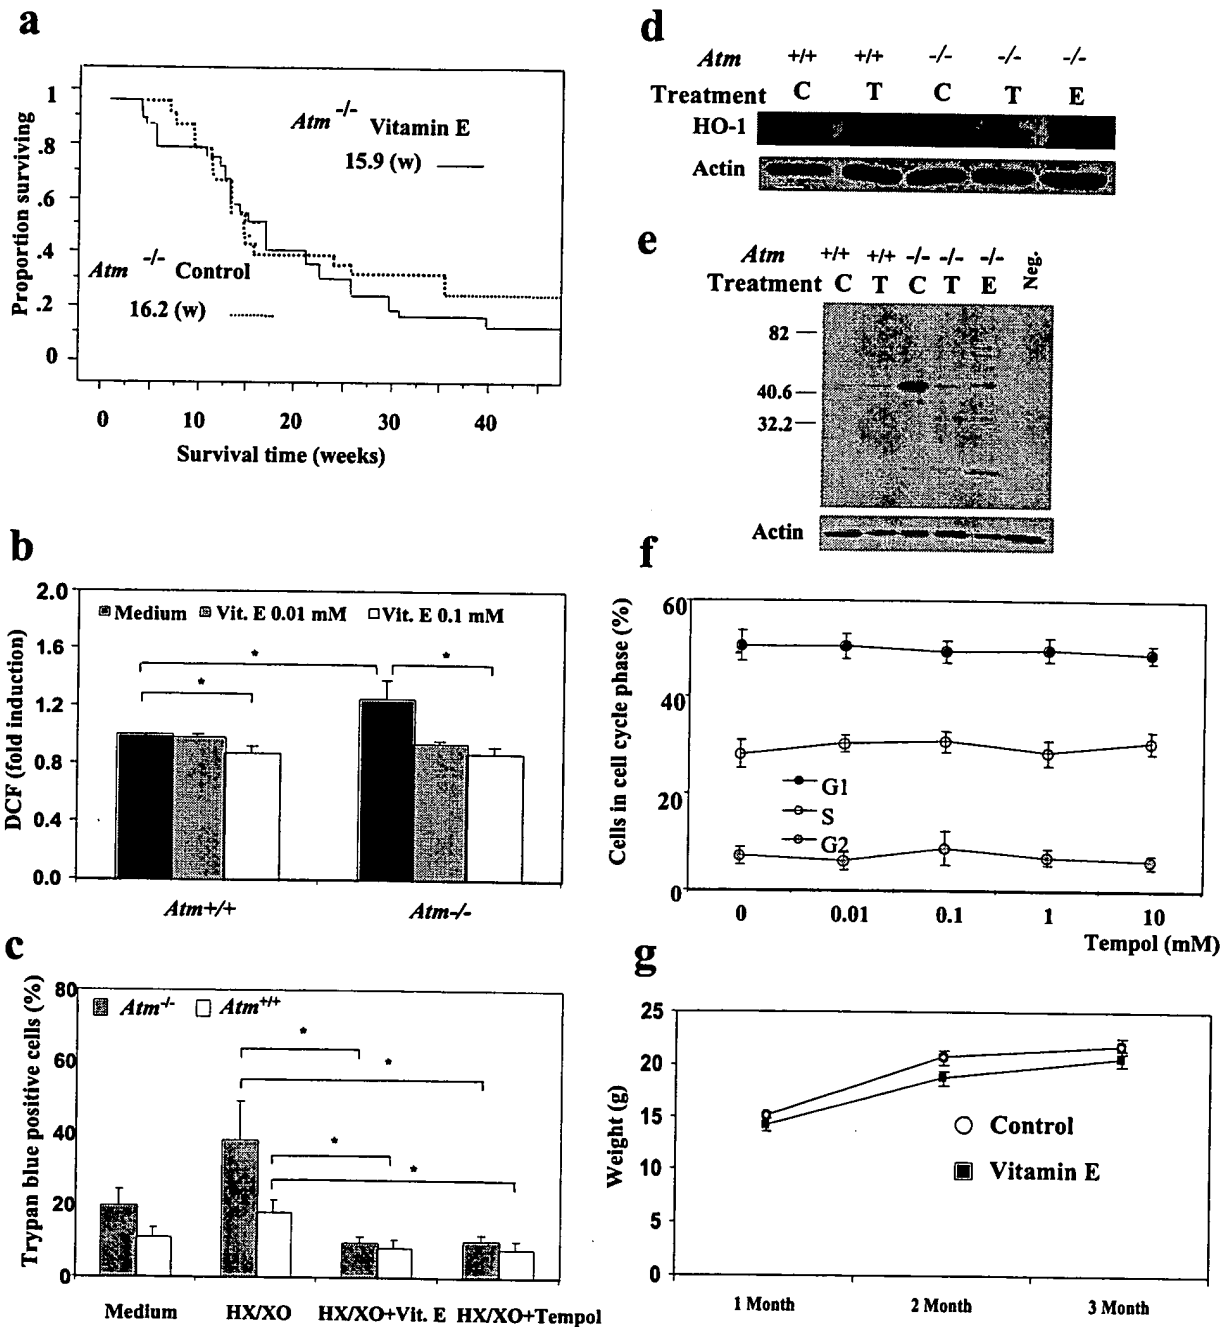 a
Proportion surviving
1
.8
.6
.4
.2
0
Atm -/- Vitamin E
15.9 (w)
Atm -/- Control
16.2 (w)
0 10 20 30 40
Survival time (weeks)
b
DCF (fold induction)
2.0
1.6
1.2
0.8
0.4
0.0
Medium Vit. E 0.01 mM Vit. E 0.1 mM
* *
*
Atm+/+ Atm-/-
c
Trypan blue positive cells (%)
80
60
40
20
0
Atm-/- Atm+/+
*
*
*
*
Medium HX/XO HX/XO+Vit. E HX/XO+Tempol
d
Atm +/+ +/+ -/- -/- -/-
Treatment C T C T E
HO-1
Actin
e
Atm +/+ +/+ -/- -/- -/- Neg.
Treatment C T C T E
82
40.6
32.2
Actin
f
Cells in cell cycle phase (%)
60
40
20
0
G1
S
G2
0 0.01 0.1 1 10
Tempol (mM)
g
Weight (g)
25
20
15
10
5
0
Control
Vitamin E
1 Month 2 Month 3 Month